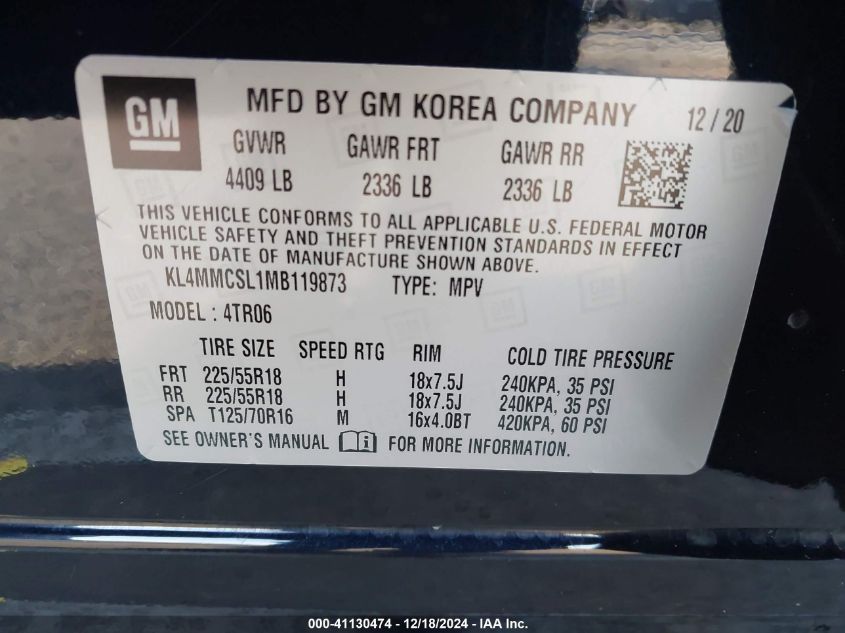 GM
MFD BY GM KOREA COMPANY 12/20
GVWR GAWR FRT GAWR RR
4409 LB 2336 LB 2336 LB
THIS VEHICLE CONFORMS TO ALL APPLICABLE U.S. FEDERAL MOTOR
VEHICLE SAFETY AND THEFT PREVENTION STANDARDS IN EFFECT
ON THE DATE OF MANUFACTURE SHOWN ABOVE.
KL4MMCSL1MB119873 TYPE: MPV
MODEL : 4TR06
TIRE SIZE SPEED RTG RIM COLD TIRE PRESSURE
FRT 225/55R18 H 18x7.5J 240KPA, 35 PSI
RR 225/55R18 H 18x7.5J 240KPA, 35 PSI
SPA T125/70R16 M 16x4.0BT 420KPA, 60 PSI
SEE OWNER'S MANUAL FOR MORE INFORMATION.
000-41130474 - 12/18/2024 - IAA Inc.